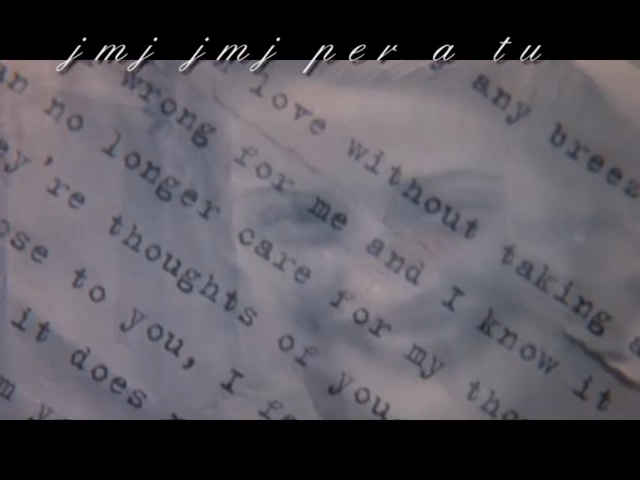 jmj jmj per a tu
love without taking
any breez
wrong for me and I know it
no longer care for my
they're thoughts of you
to you, I
it does